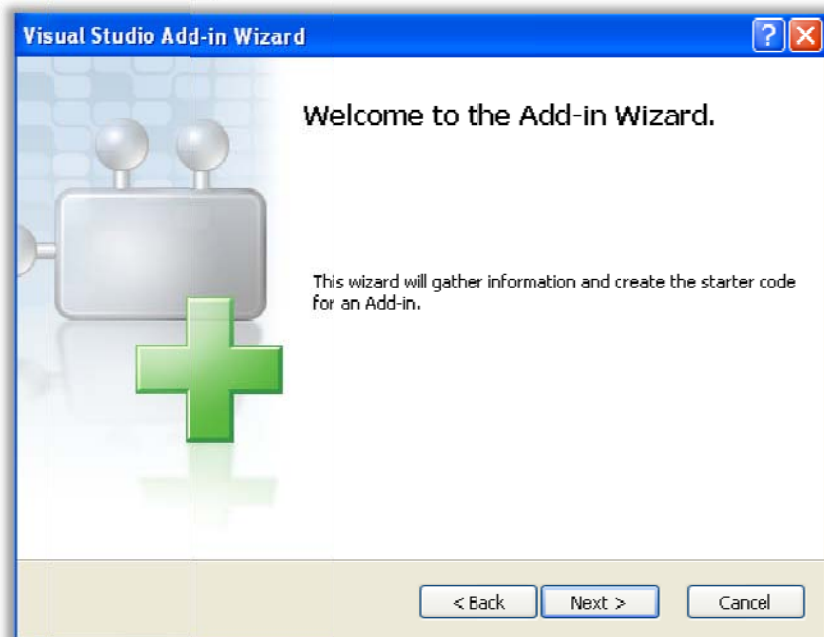 Visual Studio Add-in Wizard
?
Welcome to the Add-in Wizard.
This wizard will gather information and create the starter code
for an Add-in.
< Back
Next >
Cancel